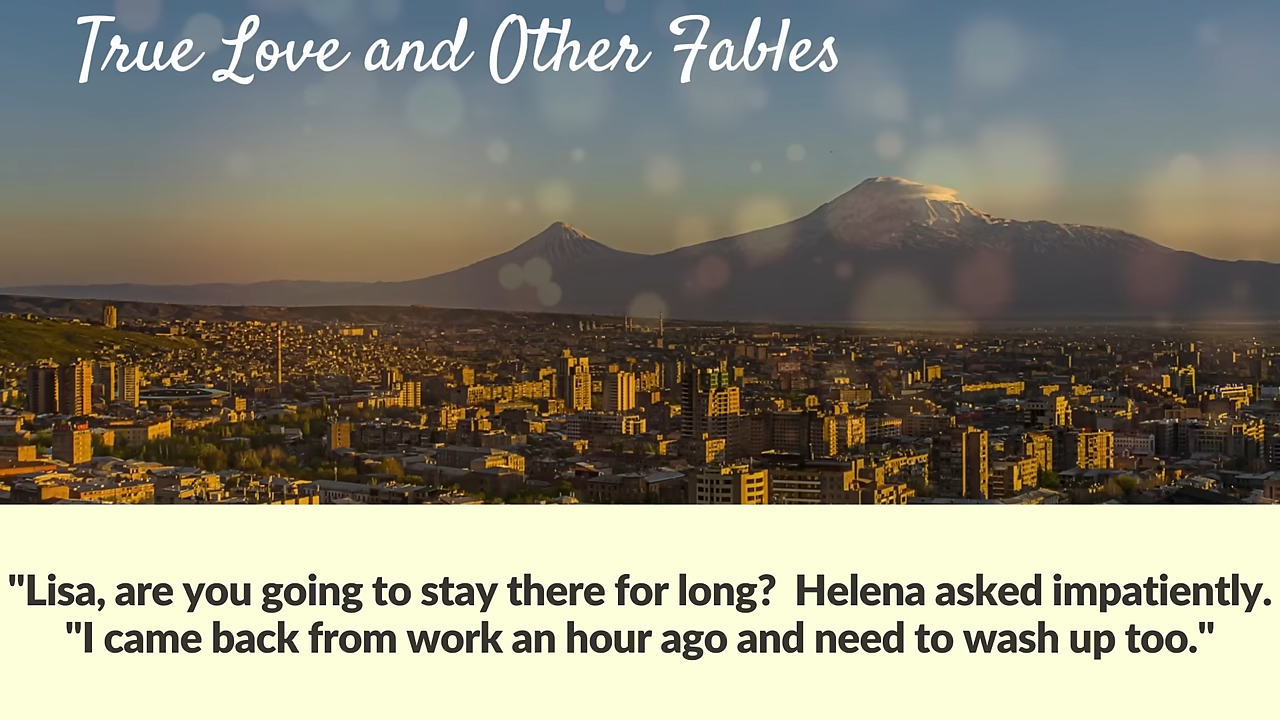 True Love and Other Fables
"Lisa, are you going to stay there for long?  Helena asked impatiently.
"I came back from work an hour ago and need to wash up too."